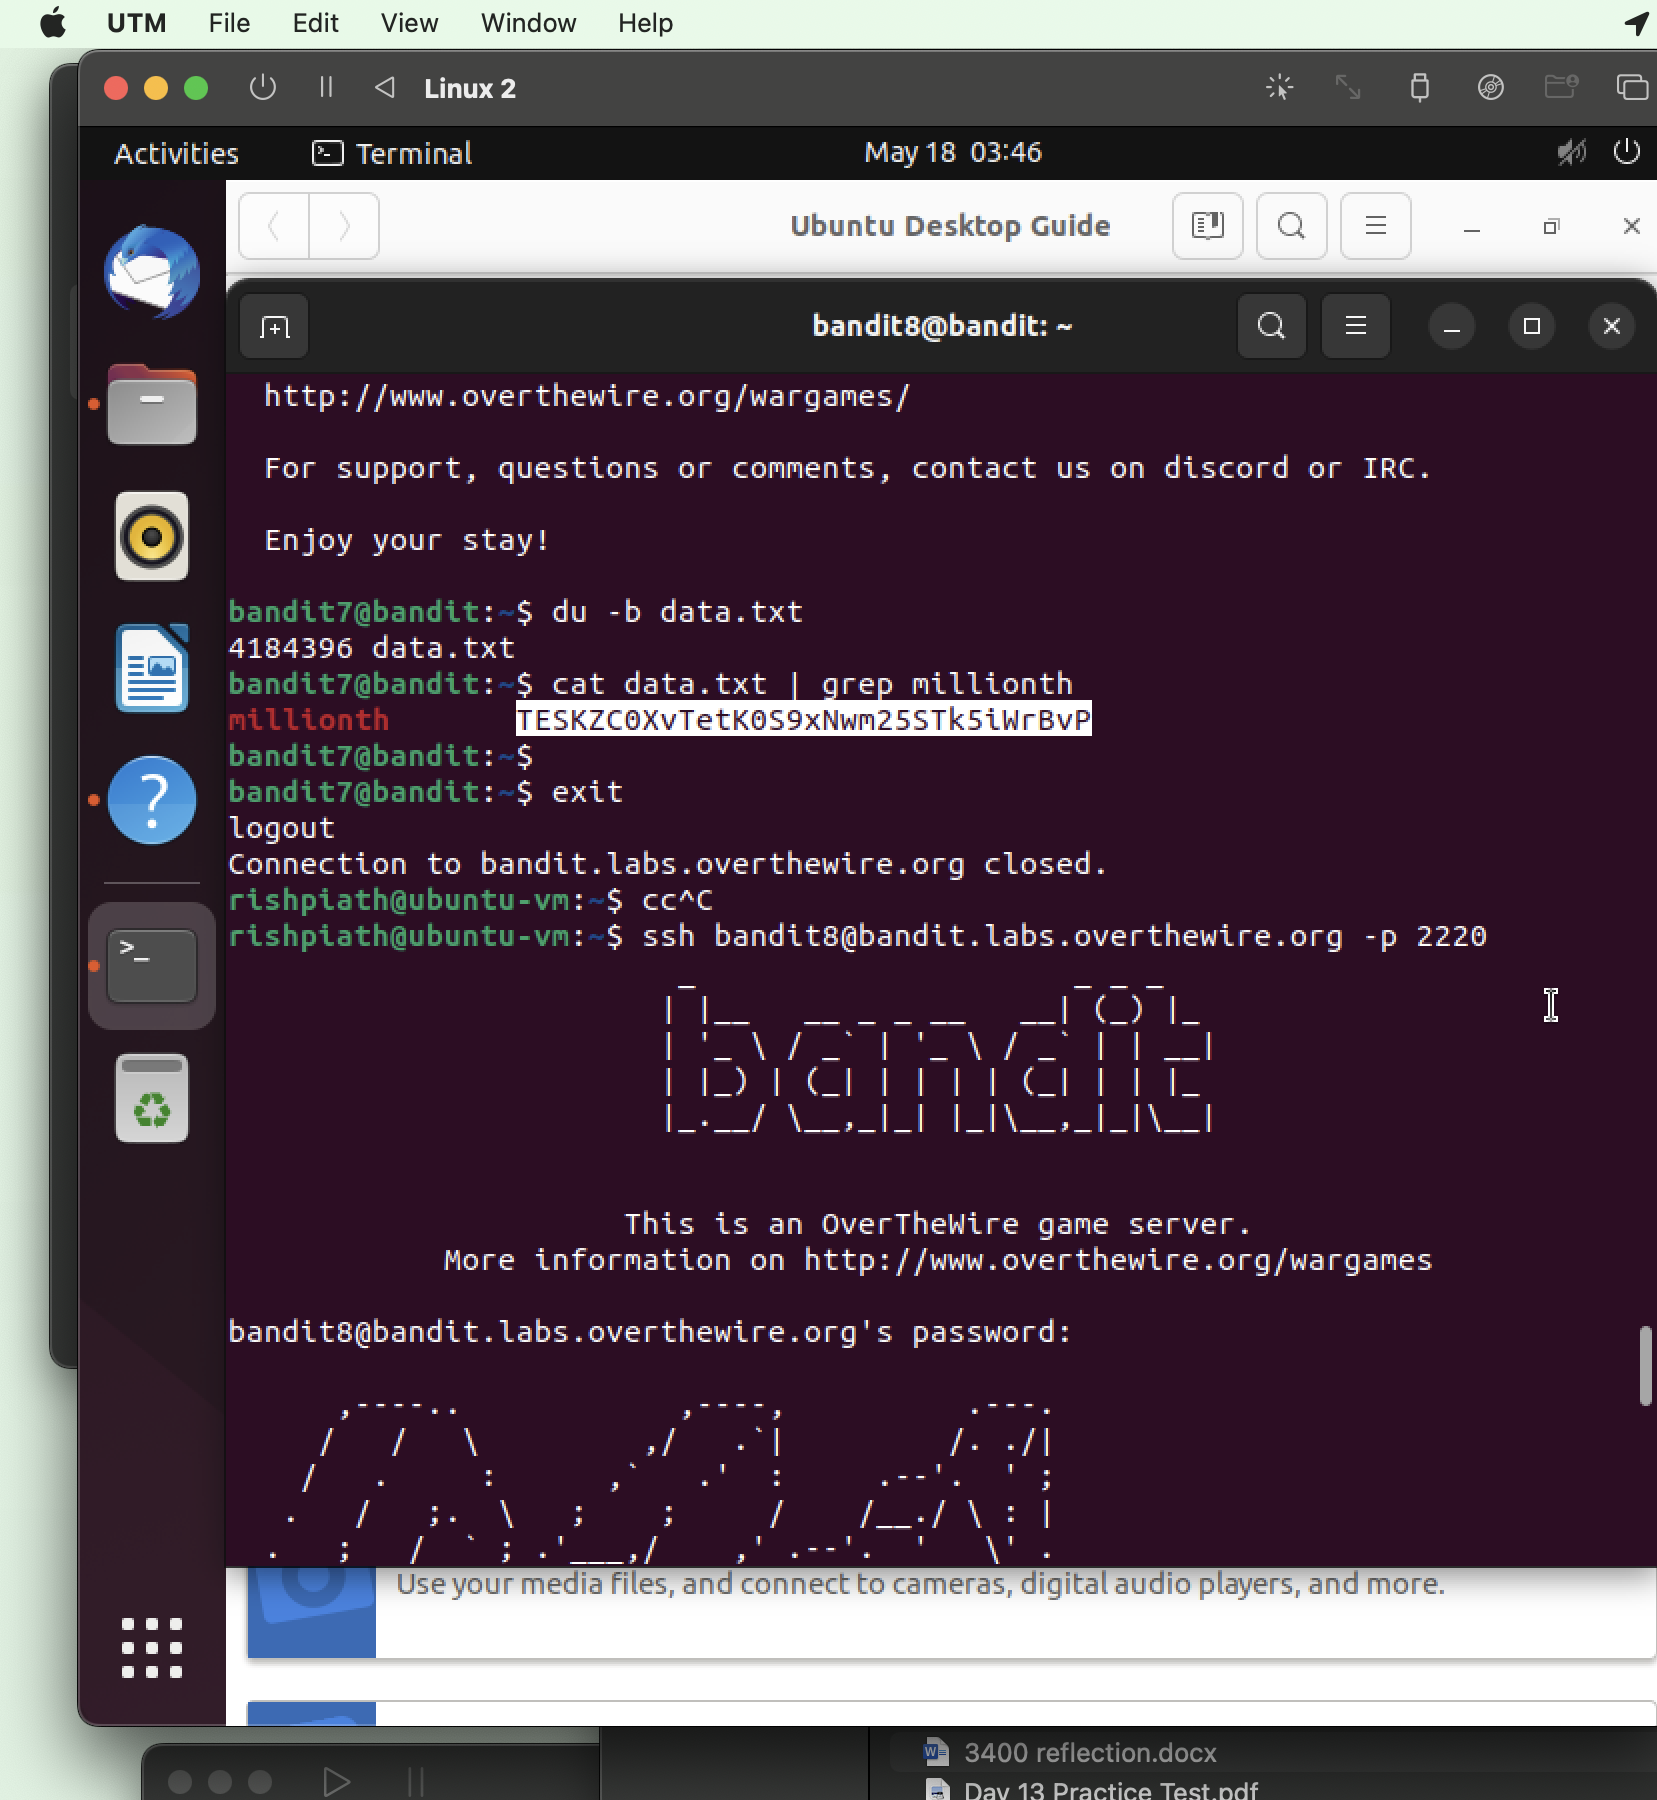 UTM File Edit View Window Help
Linux 2
Activities Terminal May 18 03:46
Ubuntu Desktop Guide
bandit8@bandit: ~
http://www.overthewire.org/wargames/
For support, questions or comments, contact us on discord or IRC.
Enjoy your stay!
bandit7@bandit:~$ du -b data.txt
4184396 data.txt
bandit7@bandit:~$ cat data.txt | grep millionth
millionth TESKZC0XvTetK0S9xNwm25STk5iWrBvP
bandit7@bandit:~$
bandit7@bandit:~$ exit
logout
Connection to bandit.labs.overthewire.org closed.
rishpiath@ubuntu-vm:~$ cc^C
rishpiath@ubuntu-vm:~$ ssh bandit8@bandit.labs.overthewire.org -p 2220
bandit
This is an OverTheWire game server.
More information on http://www.overthewire.org/wargames
bandit8@bandit.labs.overthewire.org's password:
Use your media files, and connect to cameras, digital audio players, and more.
3400 reflection.docx
Day 13 Practice Test.pdf